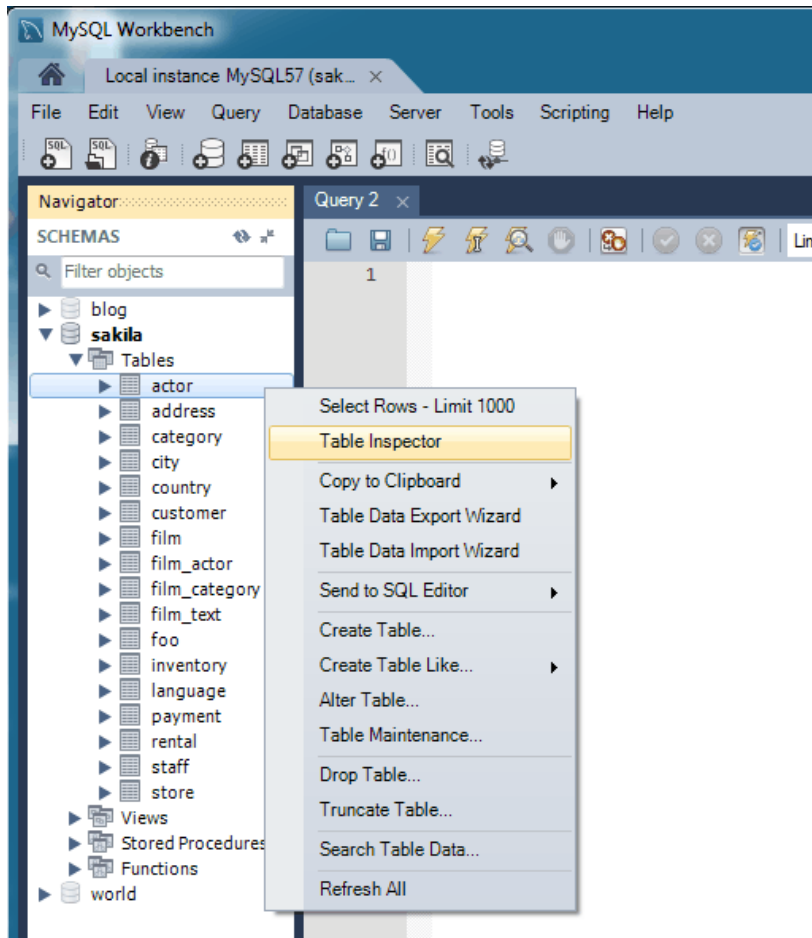 MySQL Workbench
Local instance MySQL57 (sak...
File Edit View Query Database Server Tools Scripting Help
SQL SQL
Navigator
Query 2
SCHEMAS
Filter objects
Lim
1
blog
sakila
Tables
actor
address
category
city
country
customer
film
film_actor
film_category
film_text
foo
inventory
language
payment
rental
staff
store
Views
Stored Procedures
Functions
world
Select Rows - Limit 1000
Table Inspector
Copy to Clipboard
Table Data Export Wizard
Table Data Import Wizard
Send to SQL Editor
Create Table...
Create Table Like...
Alter Table...
Table Maintenance...
Drop Table...
Truncate Table...
Search Table Data...
Refresh All